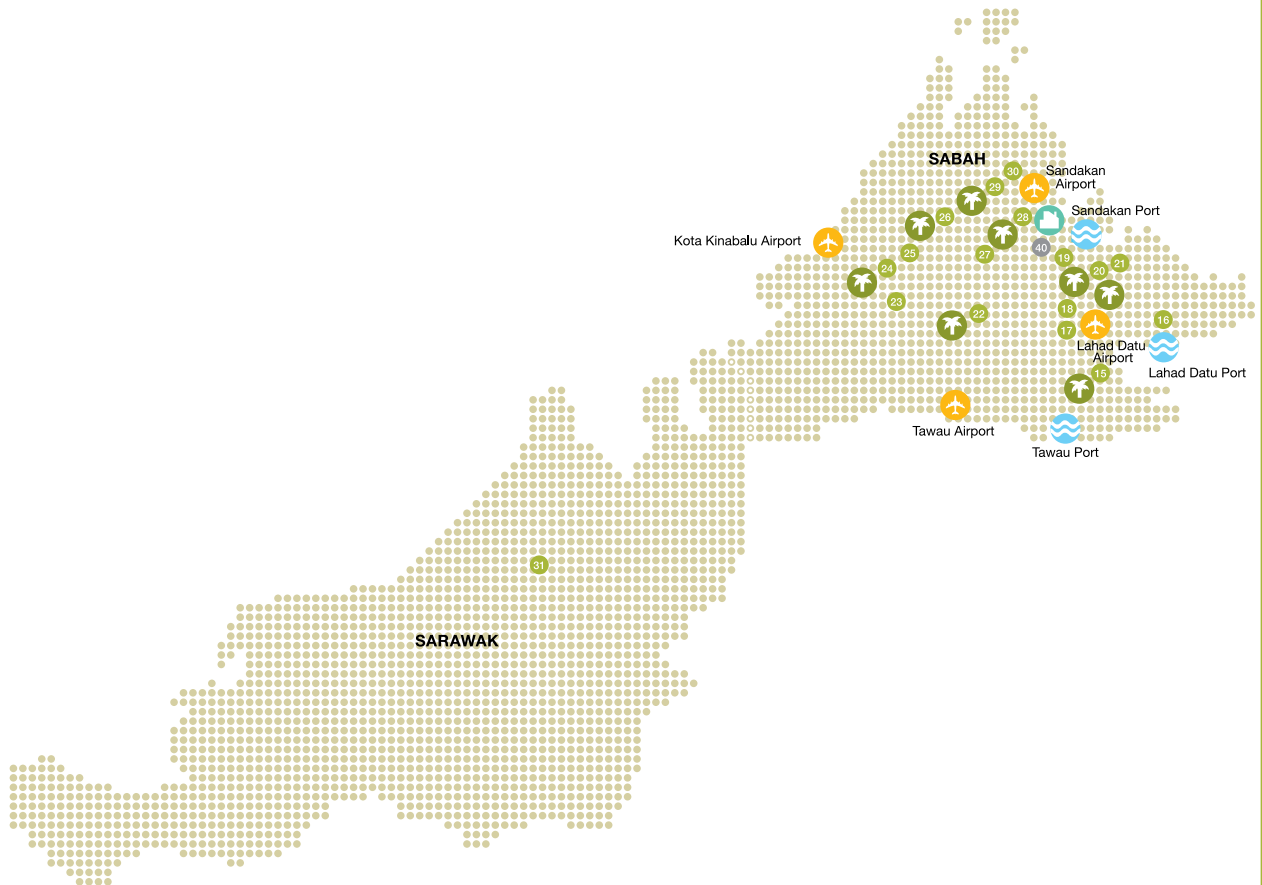 SABAH
30
Sandakan
Airport
29
26
28
Sandakan Port
Kota Kinabalu Airport
40
25
27
19
24
20
21
23
18
22
16
17
Lahad Datu
Airport
15
Lahad Datu Port
Tawau Airport
Tawau Port
31
SARAWAK